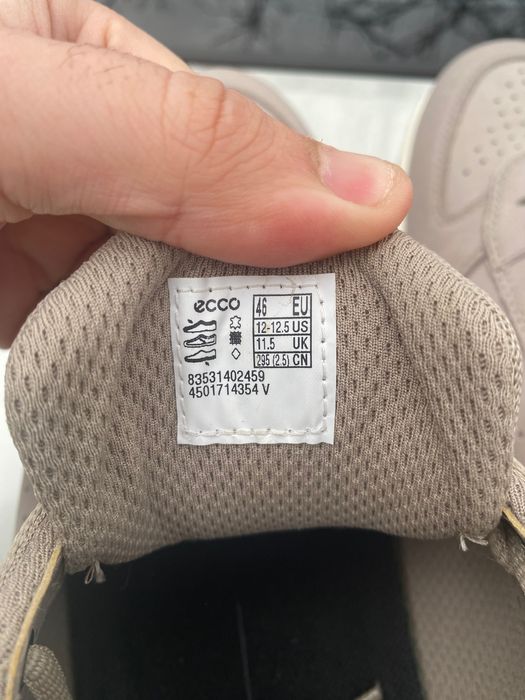 ecco
46 EU
12-12.5 US
11.5 UK
295 (2.5) CN
83531402459
4501714354 V